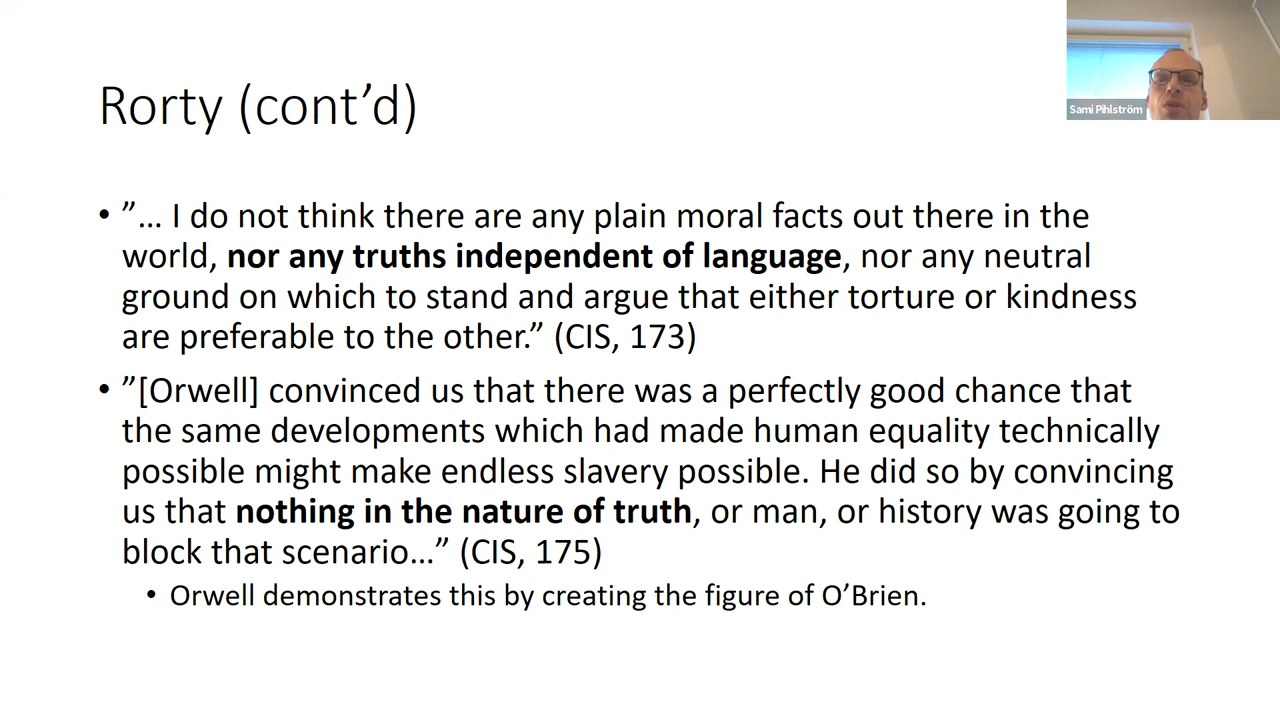 Rorty (cont’d)
Sami Pihlström
• ”… I do not think there are any plain moral facts out there in the
world, nor any truths independent of language, nor any neutral
ground on which to stand and argue that either torture or kindness
are preferable to the other.” (CIS, 173)
• ”[Orwell] convinced us that there was a perfectly good chance that
the same developments which had made human equality technically
possible might make endless slavery possible. He did so by convincing
us that nothing in the nature of truth, or man, or history was going to
block that scenario…” (CIS, 175)
• Orwell demonstrates this by creating the figure of O’Brien.